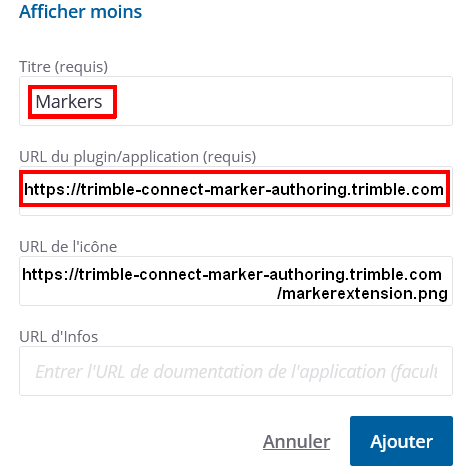 Afficher moins
Titre (requis)
Markers
URL du plugin/application (requis)
https://trimble-connect-marker-authoring.trimble.com
URL de l'icône
https://trimble-connect-marker-authoring.trimble.com
/markerextension.png
URL d'Infos
Entrer l'URL de doumentation de l'application (facult
Annuler
Ajouter